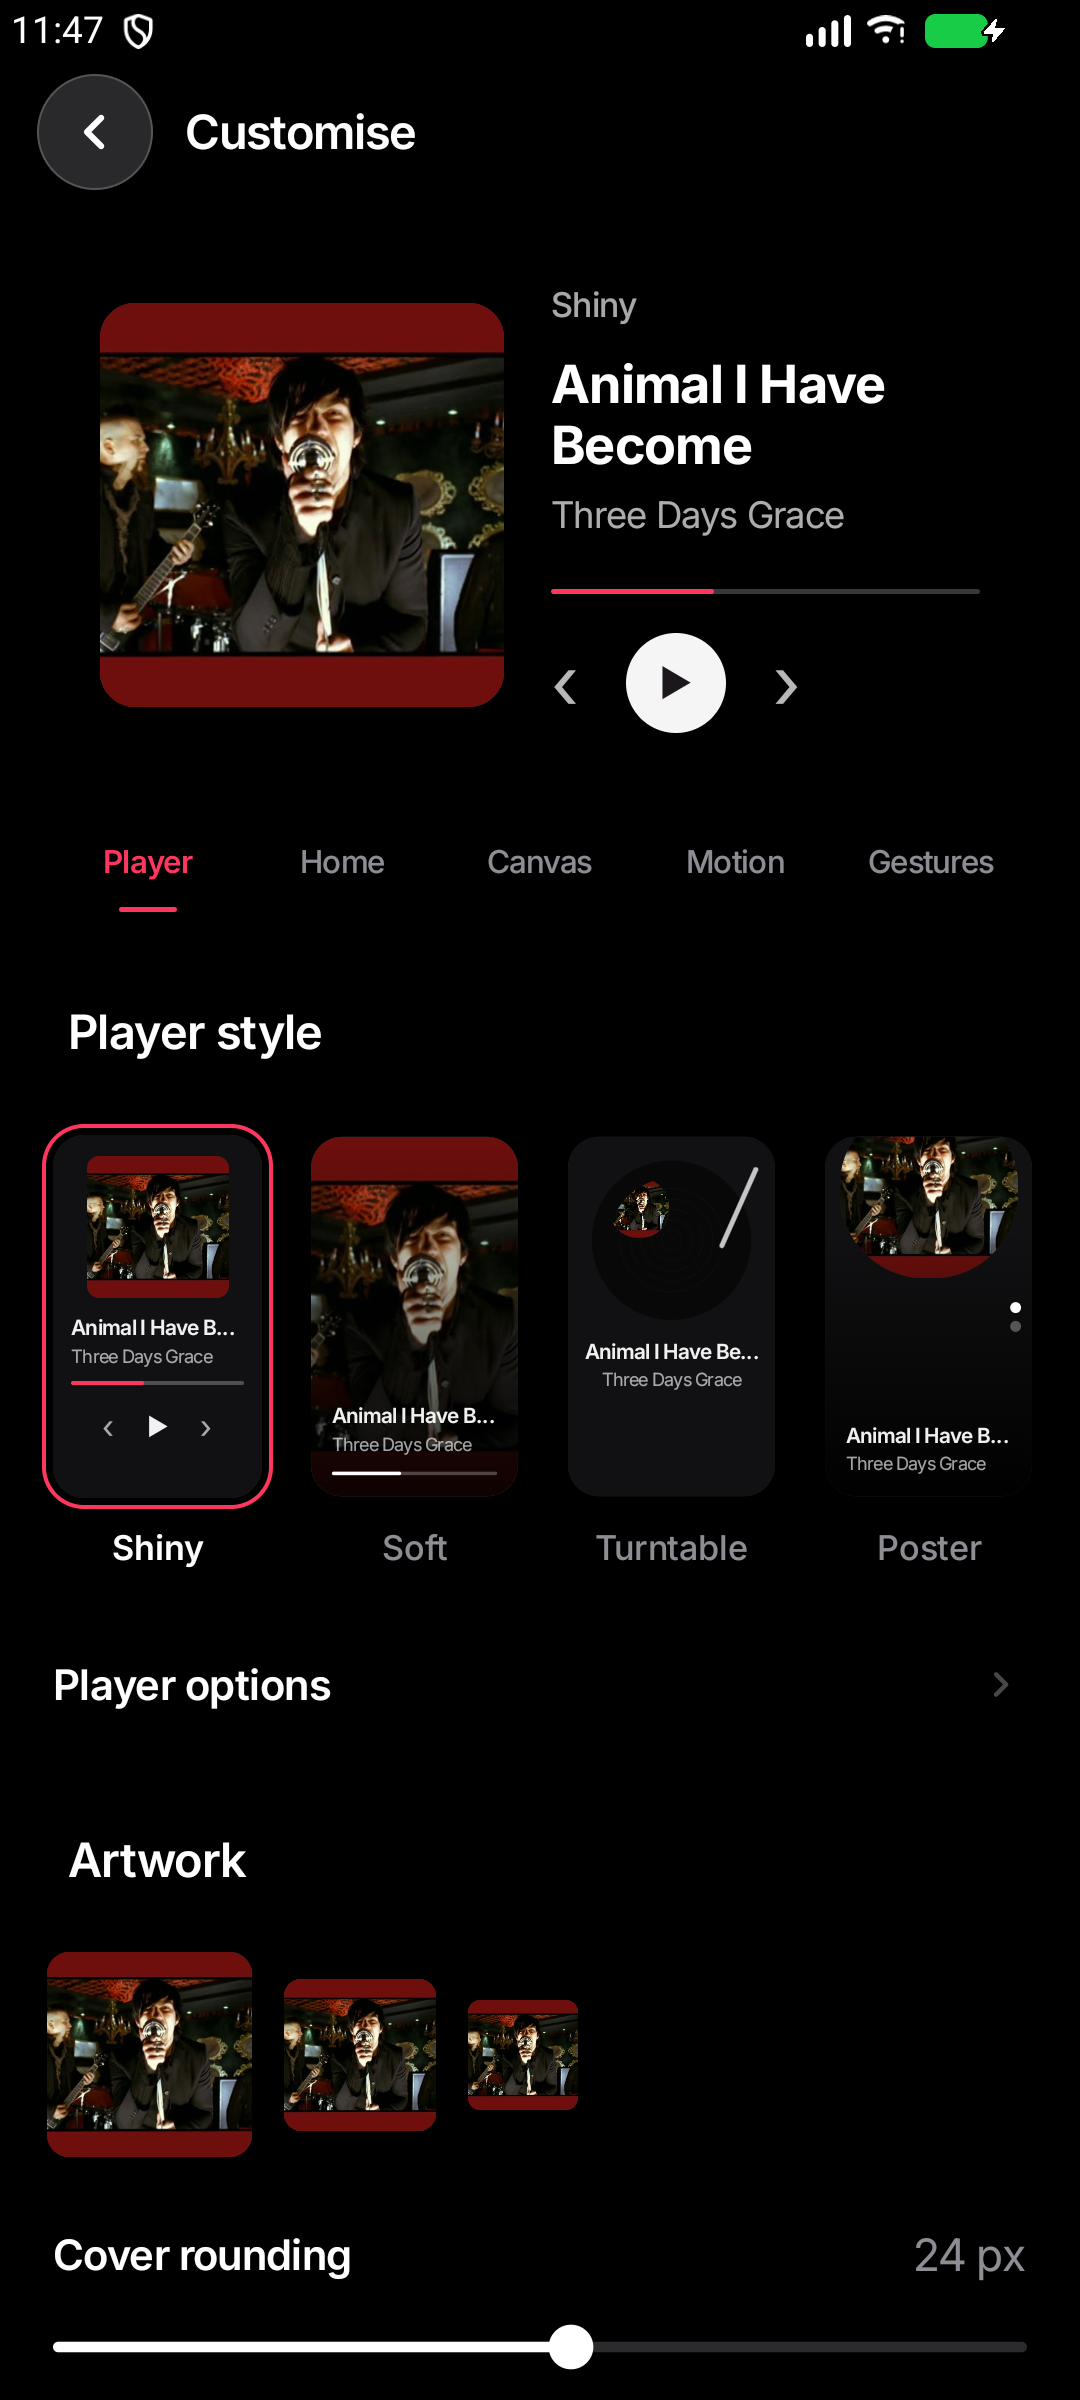 11:47
Customise
Shiny
Animal I Have
Become
Three Days Grace
Player
Home
Canvas
Motion
Gestures
Player style
Animal I Have B...
Three Days Grace
Shiny
Animal I Have B...
Three Days Grace
Soft
Animal I Have Be...
Three Days Grace
Turntable
Animal I Have B...
Three Days Grace
Poster
Player options
Artwork
Cover rounding
24 px